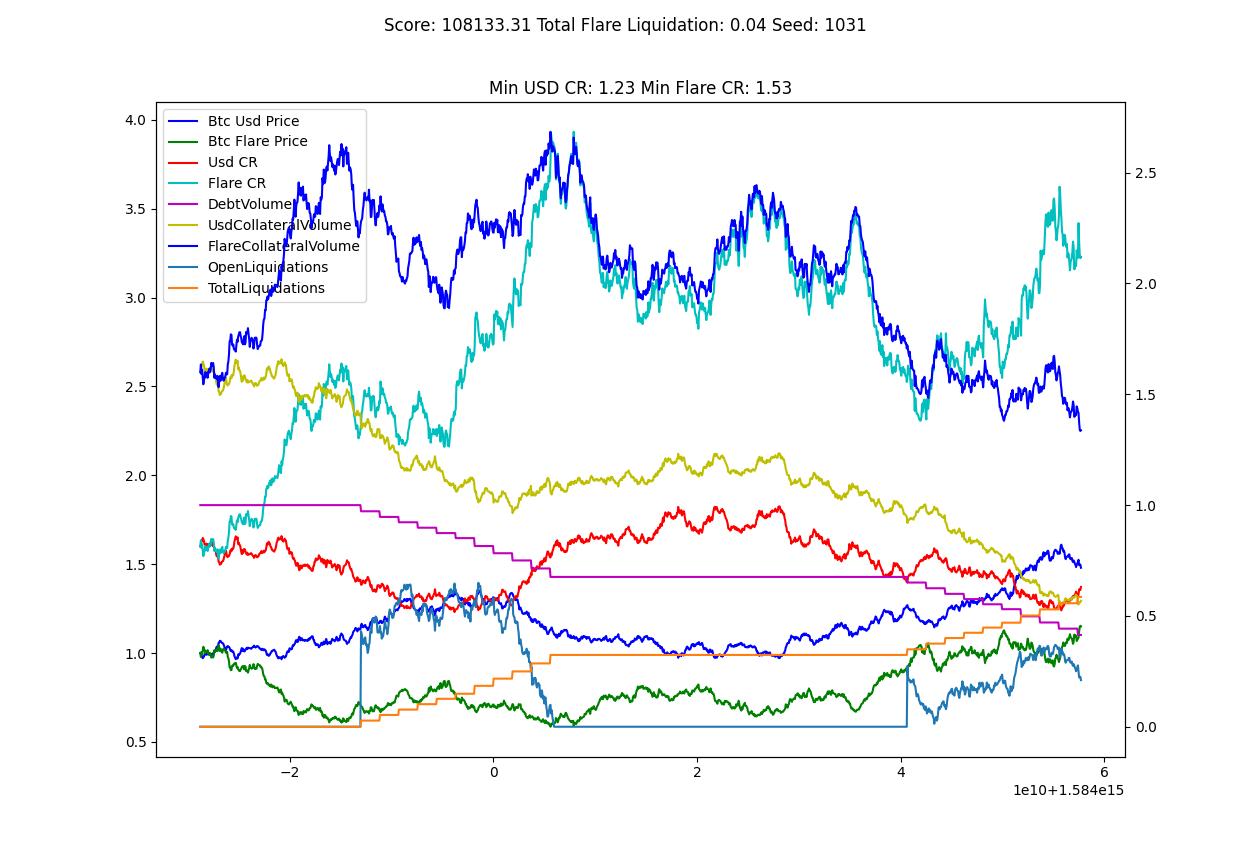 Score: 108133.31 Total Flare Liquidation: 0.04 Seed: 1031
Min USD CR: 1.23 Min Flare CR: 1.53
Btc Usd Price
Btc Flare Price
Usd CR
Flare CR
DebtVolume
UsdCollateralVolume
FlareCollateralVolume
OpenLiquidations
TotalLiquidations
4.0
3.5
3.0
2.5
2.0
1.5
1.0
0.5
2.5
2.0
1.5
1.0
0.5
0.0
−2
0
2
4
6
1e10+1.584e15